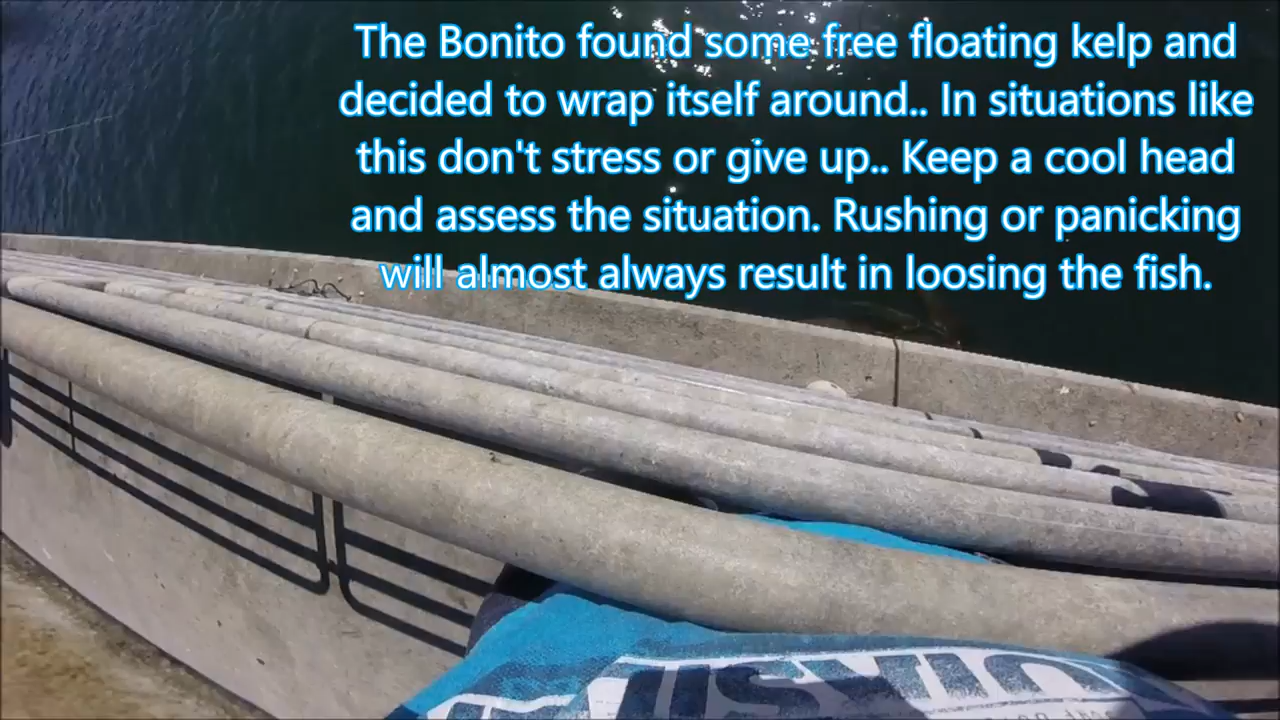 The Bonito found some free floating kelp and
decided to wrap itself around.. In situations like
this don't stress or give up.. Keep a cool head
and assess the situation. Rushing or panicking
will almost always result in loosing the fish.